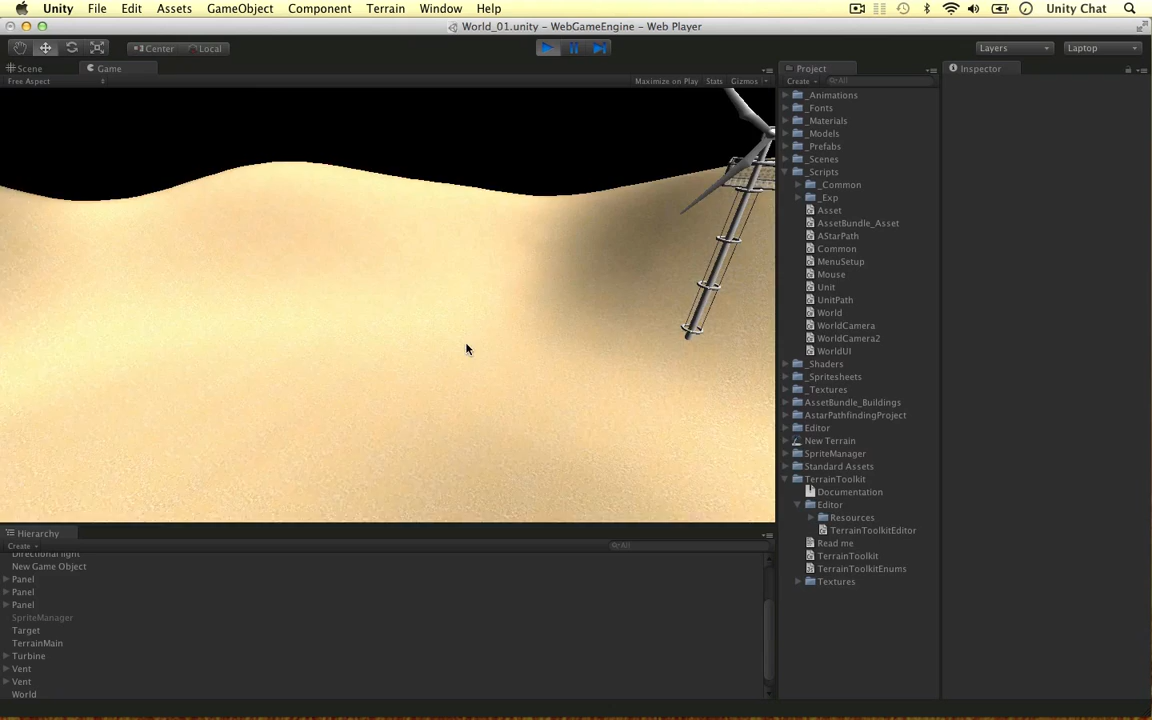 Unity File Edit Assets GameObject Component Terrain Window Help Unity Chat
World_01.unity - WebGameEngine - Web Player
Center Local Layers Laptop
Scene Game Project Inspector
Free Aspect Maximize on Play Stats Gizmos Create All
_Animations
_Fonts
_Materials
_Models
_Prefabs
_Scenes
_Scripts
_Common
_Exp
Asset
AssetBundle_Asset
AStarPath
Common
MenuSetup
Mouse
Unit
UnitPath
World
WorldCamera
WorldCamera2
WorldUI
_Shaders
_Spritesheets
_Textures
AssetBundle_Buildings
AstarPathfindingProject
Editor
New Terrain
SpriteManager
Standard Assets
TerrainToolkit
Documentation
Editor
Resources
TerrainToolkitEditor
Read me
TerrainToolkit
TerrainToolkitEnums
Textures
Hierarchy
Create All
Directional light
New Game Object
Panel
Panel
Panel
SpriteManager
Target
TerrainMain
Turbine
Vent
Vent
World